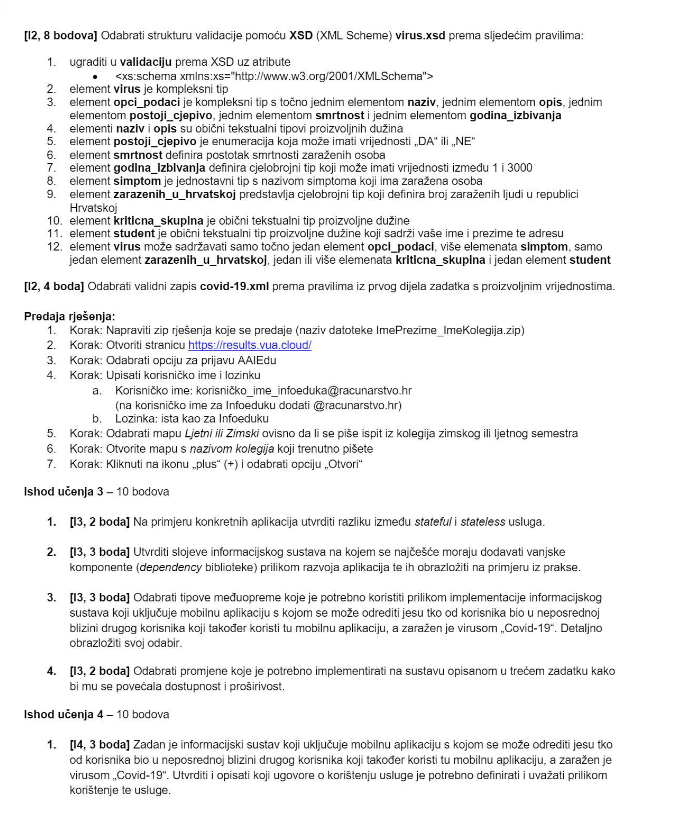 [I2, 8 bodova] Odabrati strukturu validacije pomoću XSD (XML Scheme) virus.xsd prema sljedećim pravilima:
1. ugraditi u validaciju prema XSD uz atribute
• <xs:schema xmlns:xs="http://www.w3.org/2001/XMLSchema">
2. element virus je kompleksni tip
3. element opci_podaci je kompleksni tip s točno jednim elementom naziv, jednim elementom opis, jednim
elementom postoji_cjepivo, jednim elementom smrtnost i jednim elementom godina_izbivanja
4. elementi naziv i opis su obični tekstualni tipovi proizvoljnih dužina
5. element postoji_cjepivo je enumeracija koja može imati vrijednosti „DA" ili „NE"
6. element smrtnost definira postotak smrtnosti zaraženih osoba
7. element godina_izbivanja definira cjelobrojni tip koji može imati vrijednosti između 1 i 3000
8. element simptom je jednostavni tip s nazivom simptoma koji ima zaražena osoba
9. element zarazenih_u_hrvatskoj predstavlja cjelobrojni tip koji definira broj zaraženih ljudi u republici
Hrvatskoj
10. element kriticna_skupina je obični tekstualni tip proizvoljne dužine
11. element student je obični tekstualni tip proizvoljne dužine koji sadrži vaše ime i prezime te adresu
12. element virus može sadržavati samo točno jedan element opci_podaci, više elemenata simptom, samo
jedan element zarazenih_u_hrvatskoj, jedan ili više elemenata kriticna_skupina i jedan element student
[I2, 4 boda] Odabrati validni zapis covid-19.xml prema pravilima iz prvog dijela zadatka s proizvoljnim vrijednostima.
Predaja rješenja:
1. Korak: Napraviti zip rješenja koje se predaje (naziv datoteke ImePrezime_ImeKolegija.zip)
2. Korak: Otvoriti stranicu https://results.vua.cloud/
3. Korak: Odabrati opciju za prijavu AAIEdu
4. Korak: Upisati korisničko ime i lozinku
a. Korisničko ime: korisničko_ime_infoeduka@racunarstvo.hr
(na korisničko ime za Infoeduku dodati @racunarstvo.hr)
b. Lozinka: ista kao za Infoeduku
5. Korak: Odabrati mapu Ljetni ili Zimski ovisno da li se piše ispit iz kolegija zimskog ili ljetnog semestra
6. Korak: Otvorite mapu s nazivom kolegija koji trenutno pišete
7. Korak: Kliknuti na ikonu „plus" (+) i odabrati opciju „Otvori"
Ishod učenja 3 – 10 bodova
1. [I3, 2 boda] Na primjeru konkretnih aplikacija utvrditi razliku između stateful i stateless usluga.
2. [I3, 3 boda] Utvrditi slojeve informacijskog sustava na kojem se najčešće moraju dodavati vanjske
komponente (dependency biblioteke) prilikom razvoja aplikacija te ih obrazložiti na primjeru iz prakse.
3. [I3, 3 boda] Odabrati tipove međuopreme koje je potrebno koristiti prilikom implementacije informacijskog
sustava koji uključuje mobilnu aplikaciju s kojom se može odrediti jesu tko od korisnika bio u neposrednoj
blizini drugog korisnika koji također koristi tu mobilnu aplikaciju, a zaražen je virusom „Covid-19". Detaljno
obrazložiti svoj odabir.
4. [I3, 2 boda] Odabrati promjene koje je potrebno implementirati na sustavu opisanom u trećem zadatku kako
bi mu se povećala dostupnost i proširivost.
Ishod učenja 4 – 10 bodova
1. [I4, 3 boda] Zadan je informacijski sustav koji uključuje mobilnu aplikaciju s kojom se može odrediti jesu tko
od korisnika bio u neposrednoj blizini drugog korisnika koji također koristi tu mobilnu aplikaciju, a zaražen je
virusom „Covid-19". Utvrditi i opisati koji ugovore o korištenju usluge je potrebno definirati i uvažati prilikom
korištenje te usluge.